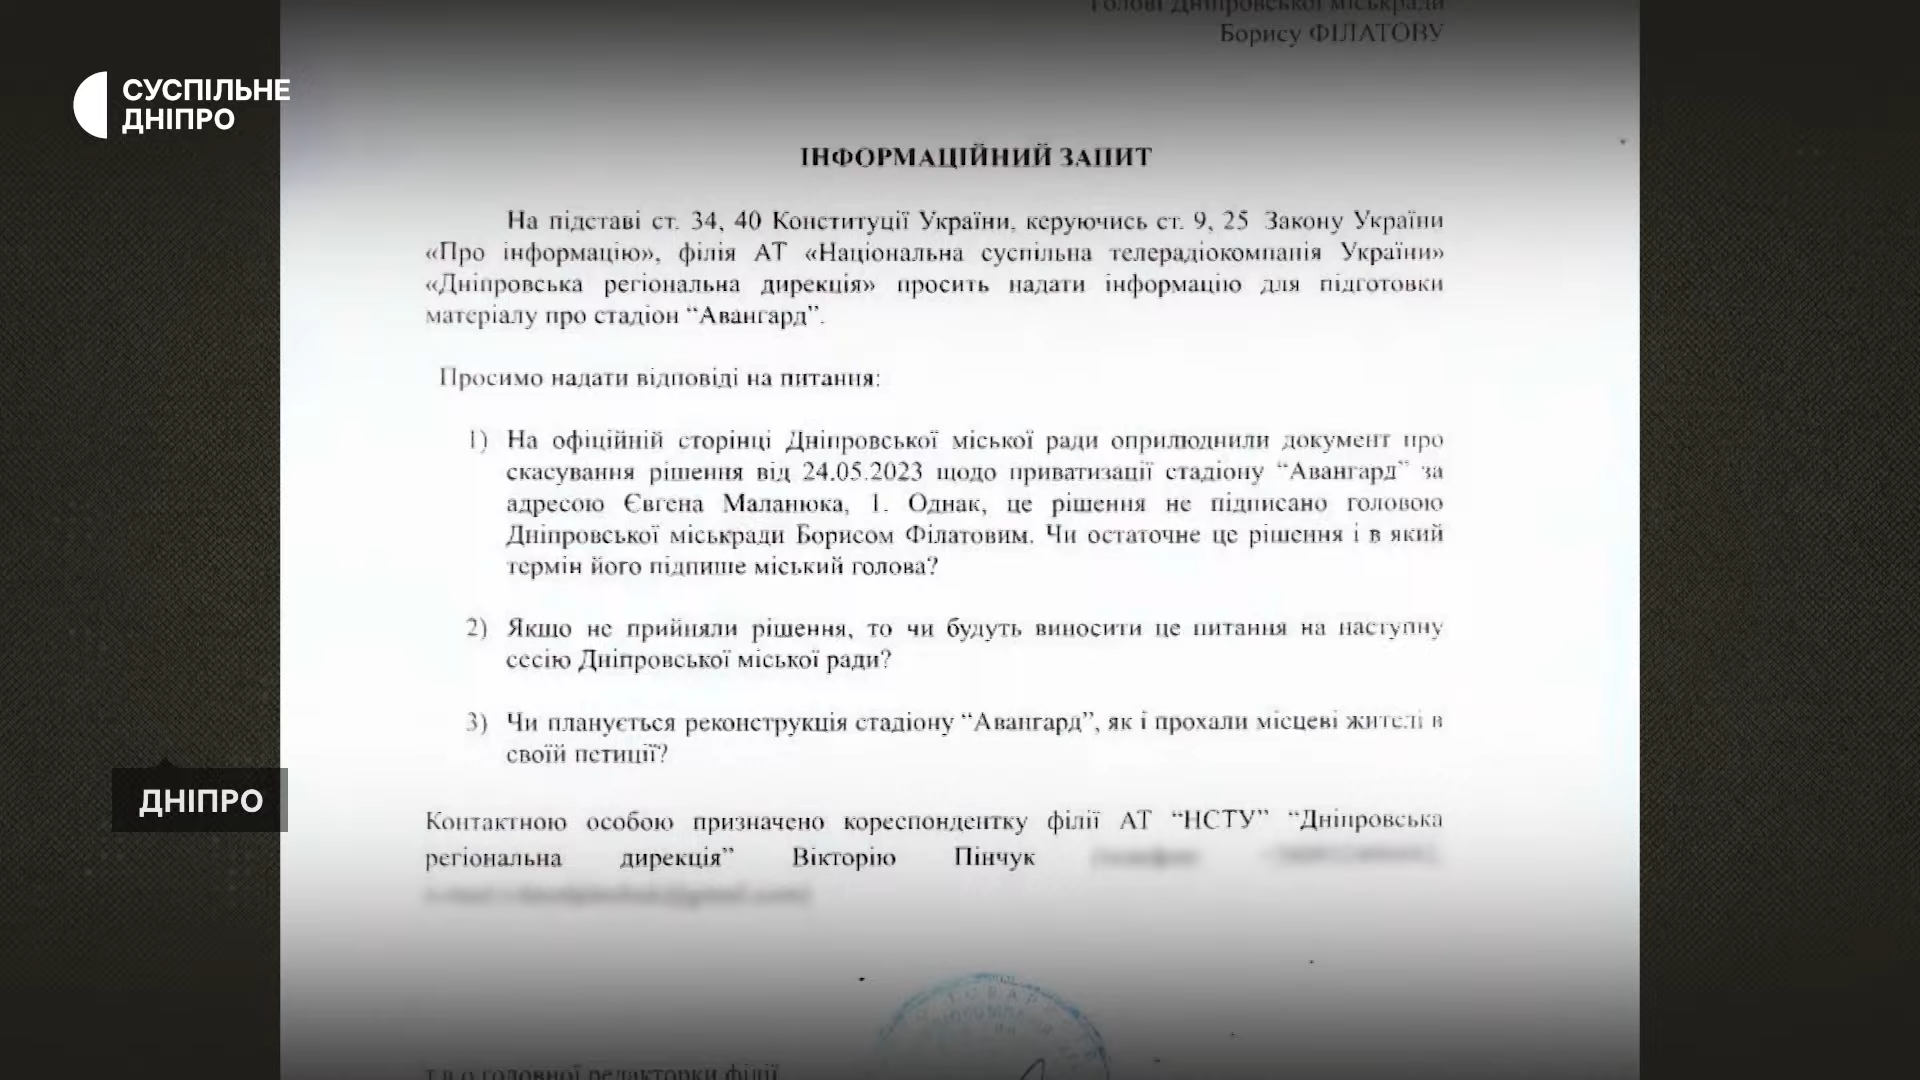 Голові Дніпровської міськради
Борису ФІЛАТОВУ
СУСПІЛЬНЕ
ДНІПРО
ІНФОРМАЦІЙНИЙ ЗАПИТ
На підставі ст. 34, 40 Конституції України, керуючись ст. 9, 25 Закону України
«Про інформацію», філія АТ «Національна суспільна телерадіокомпанія України»
«Дніпровська регіональна дирекція» просить надати інформацію для підготовки
матеріалу про стадіон “Авангард”.
Просимо надати відповіді на питання:
1) На офіційній сторінці Дніпровської міської ради оприлюднили документ про
скасування рішення від 24.05.2023 щодо приватизації стадіону “Авангард” за
адресою Євгена Маланюка, 1. Однак, це рішення не підписано головою
Дніпровської міськради Борисом Філатовим. Чи остаточне це рішення і в який
термін його підпише міський голова?
2) Якщо не прийняли рішення, то чи будуть виносити це питання на наступну
сесію Дніпровської міської ради?
3) Чи планується реконструкція стадіону “Авангард”, як і прохали місцеві жителі в
своїй петиції?
ДНІПРО
Контактною особою призначено кореспондентку філії АТ “НСТУ” “Дніпровська
регіональна дирекція” Вікторію Пінчук
т.в.о головної редакторки філії